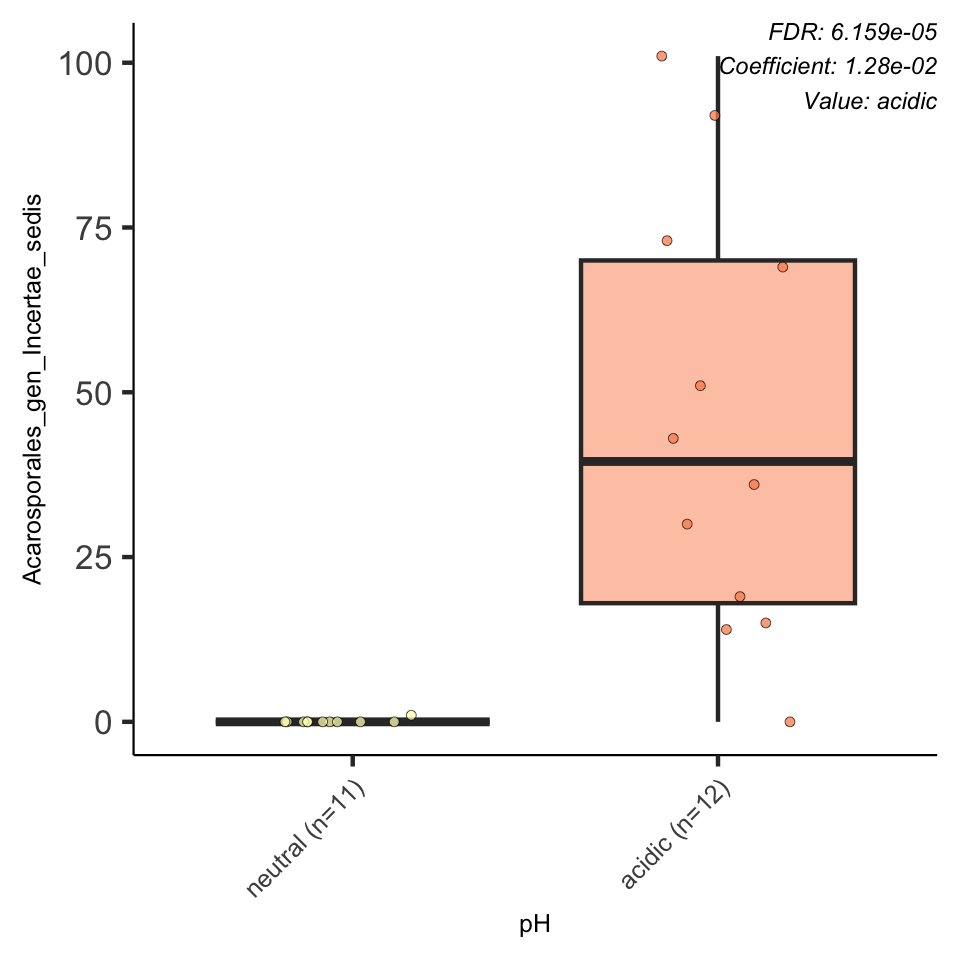 FDR: 6.159e-05
Coefficient: 1.28e-02
Value: acidic
100
75
50
25
0
Acarosporales_gen_Incertae_sedis
neutral (n=11)
acidic (n=12)
pH